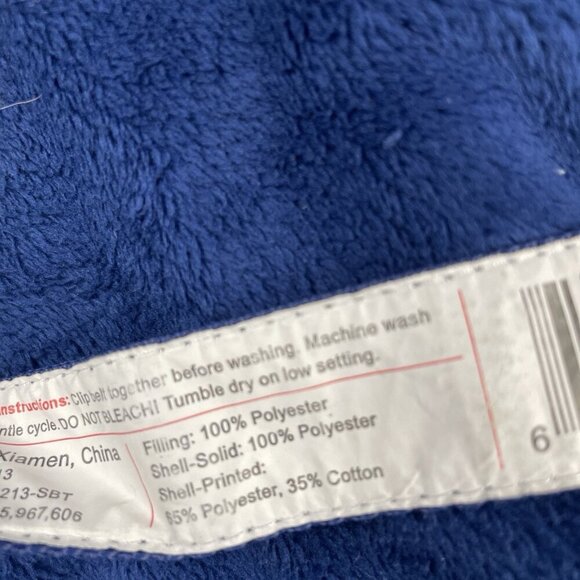 nstructions: Clip belt together before washing. Machine wash
ntle cycle.DO NOT BLEACH! Tumble dry on low setting.
Xiamen, China
13
213-SBT
5,967,606
Filling: 100% Polyester
Shell-Solid: 100% Polyester
Shell-Printed:
65% Polyester, 35% Cotton
6